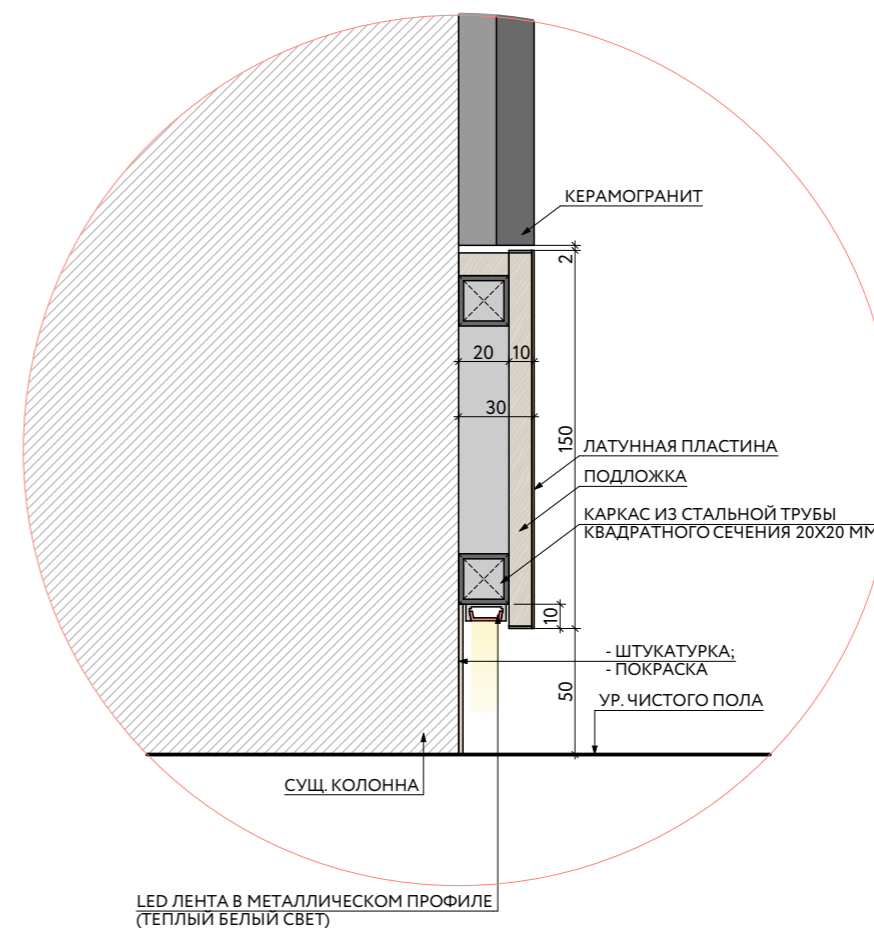 КЕРАМОГРАНИТ
2
20 10
30
150
ЛАТУННАЯ ПЛАСТИНА
ПОДЛОЖКА
КАРКАС ИЗ СТАЛЬНОЙ ТРУБЫ
КВАДРАТНОГО СЕЧЕНИЯ 20Х20 ММ
10
- ШТУКАТУРКА;
- ПОКРАСКА
50
УР. ЧИСТОГО ПОЛА
СУЩ. КОЛОННА
LED ЛЕНТА В МЕТАЛЛИЧЕСКОМ ПРОФИЛЕ
(ТЕПЛЫЙ БЕЛЫЙ СВЕТ)